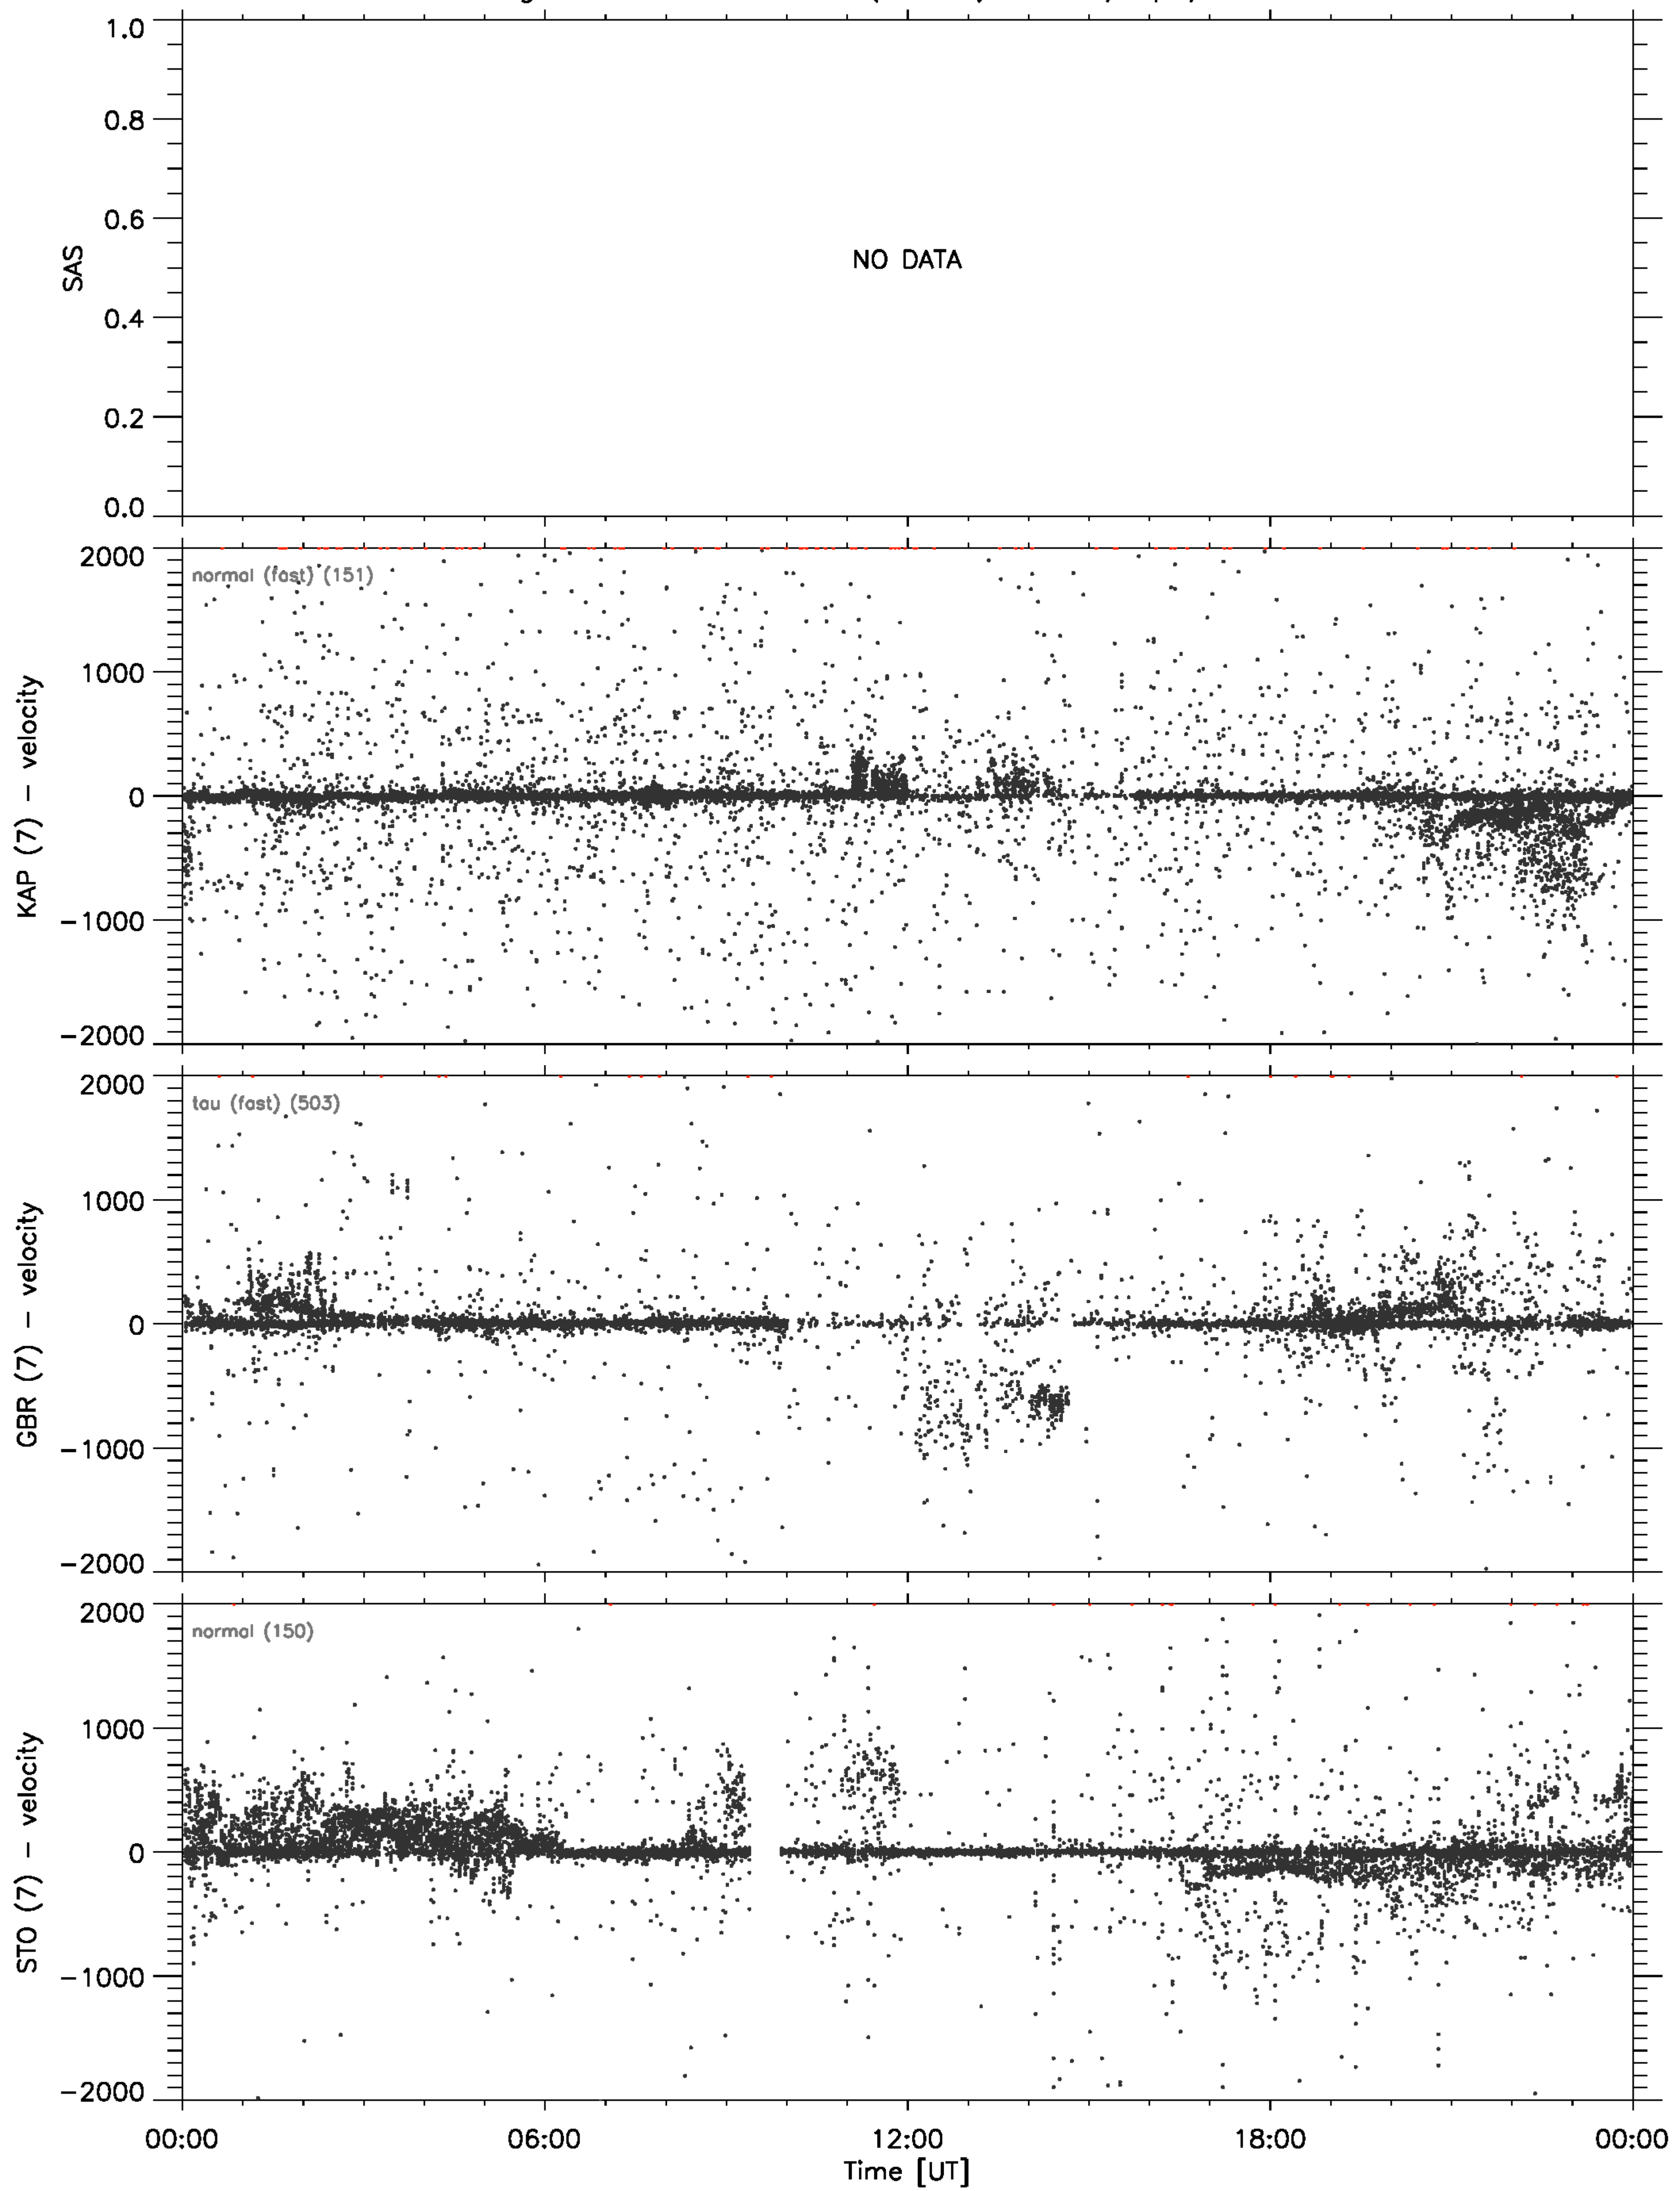 1.0
0.8
0.6
0.4
0.2
0.0
SAS
NO DATA
2000
1000
0
−1000
−2000
KAP (7) − velocity
normal (fast) (151)
2000
1000
0
−1000
−2000
GBR (7) − velocity
tau (fast) (503)
2000
1000
0
−1000
−2000
STO (7) − velocity
normal (150)
00:00 06:00 12:00 18:00 00:00
Time [UT]